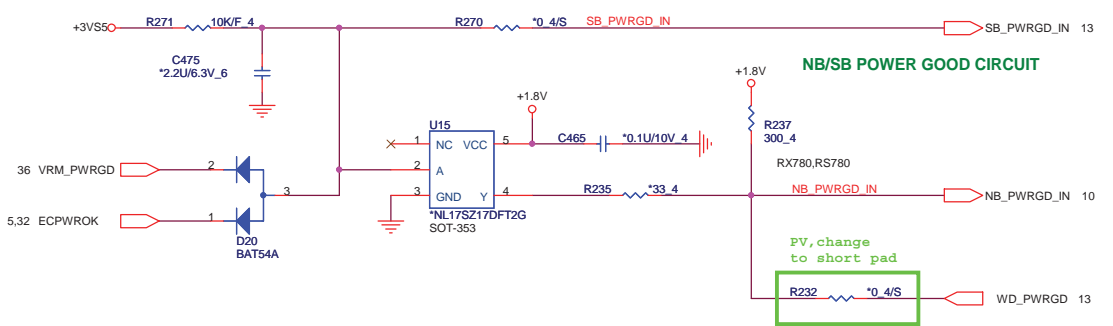 +3VS5
R271
10K/F_4
R270
*0_4/S
SB_PWRGD_IN
SB_PWRGD_IN 13
C475
*2.2U/6.3V_6
NB/SB POWER GOOD CIRCUIT
+1.8V
+1.8V
U15
R237
300_4
1 NC VCC 5
C465
*0.1U/10V_4
RX780,RS780
36 VRM_PWRGD
2
2 A
3
3 GND Y 4
R235
*33_4
NB_PWRGD_IN
NB_PWRGD_IN 10
*NL17SZ17DFT2G
SOT-353
5,32 ECPWROK
1
D20
BAT54A
PV,change
to short pad
R232
*0_4/S
WD_PWRGD 13